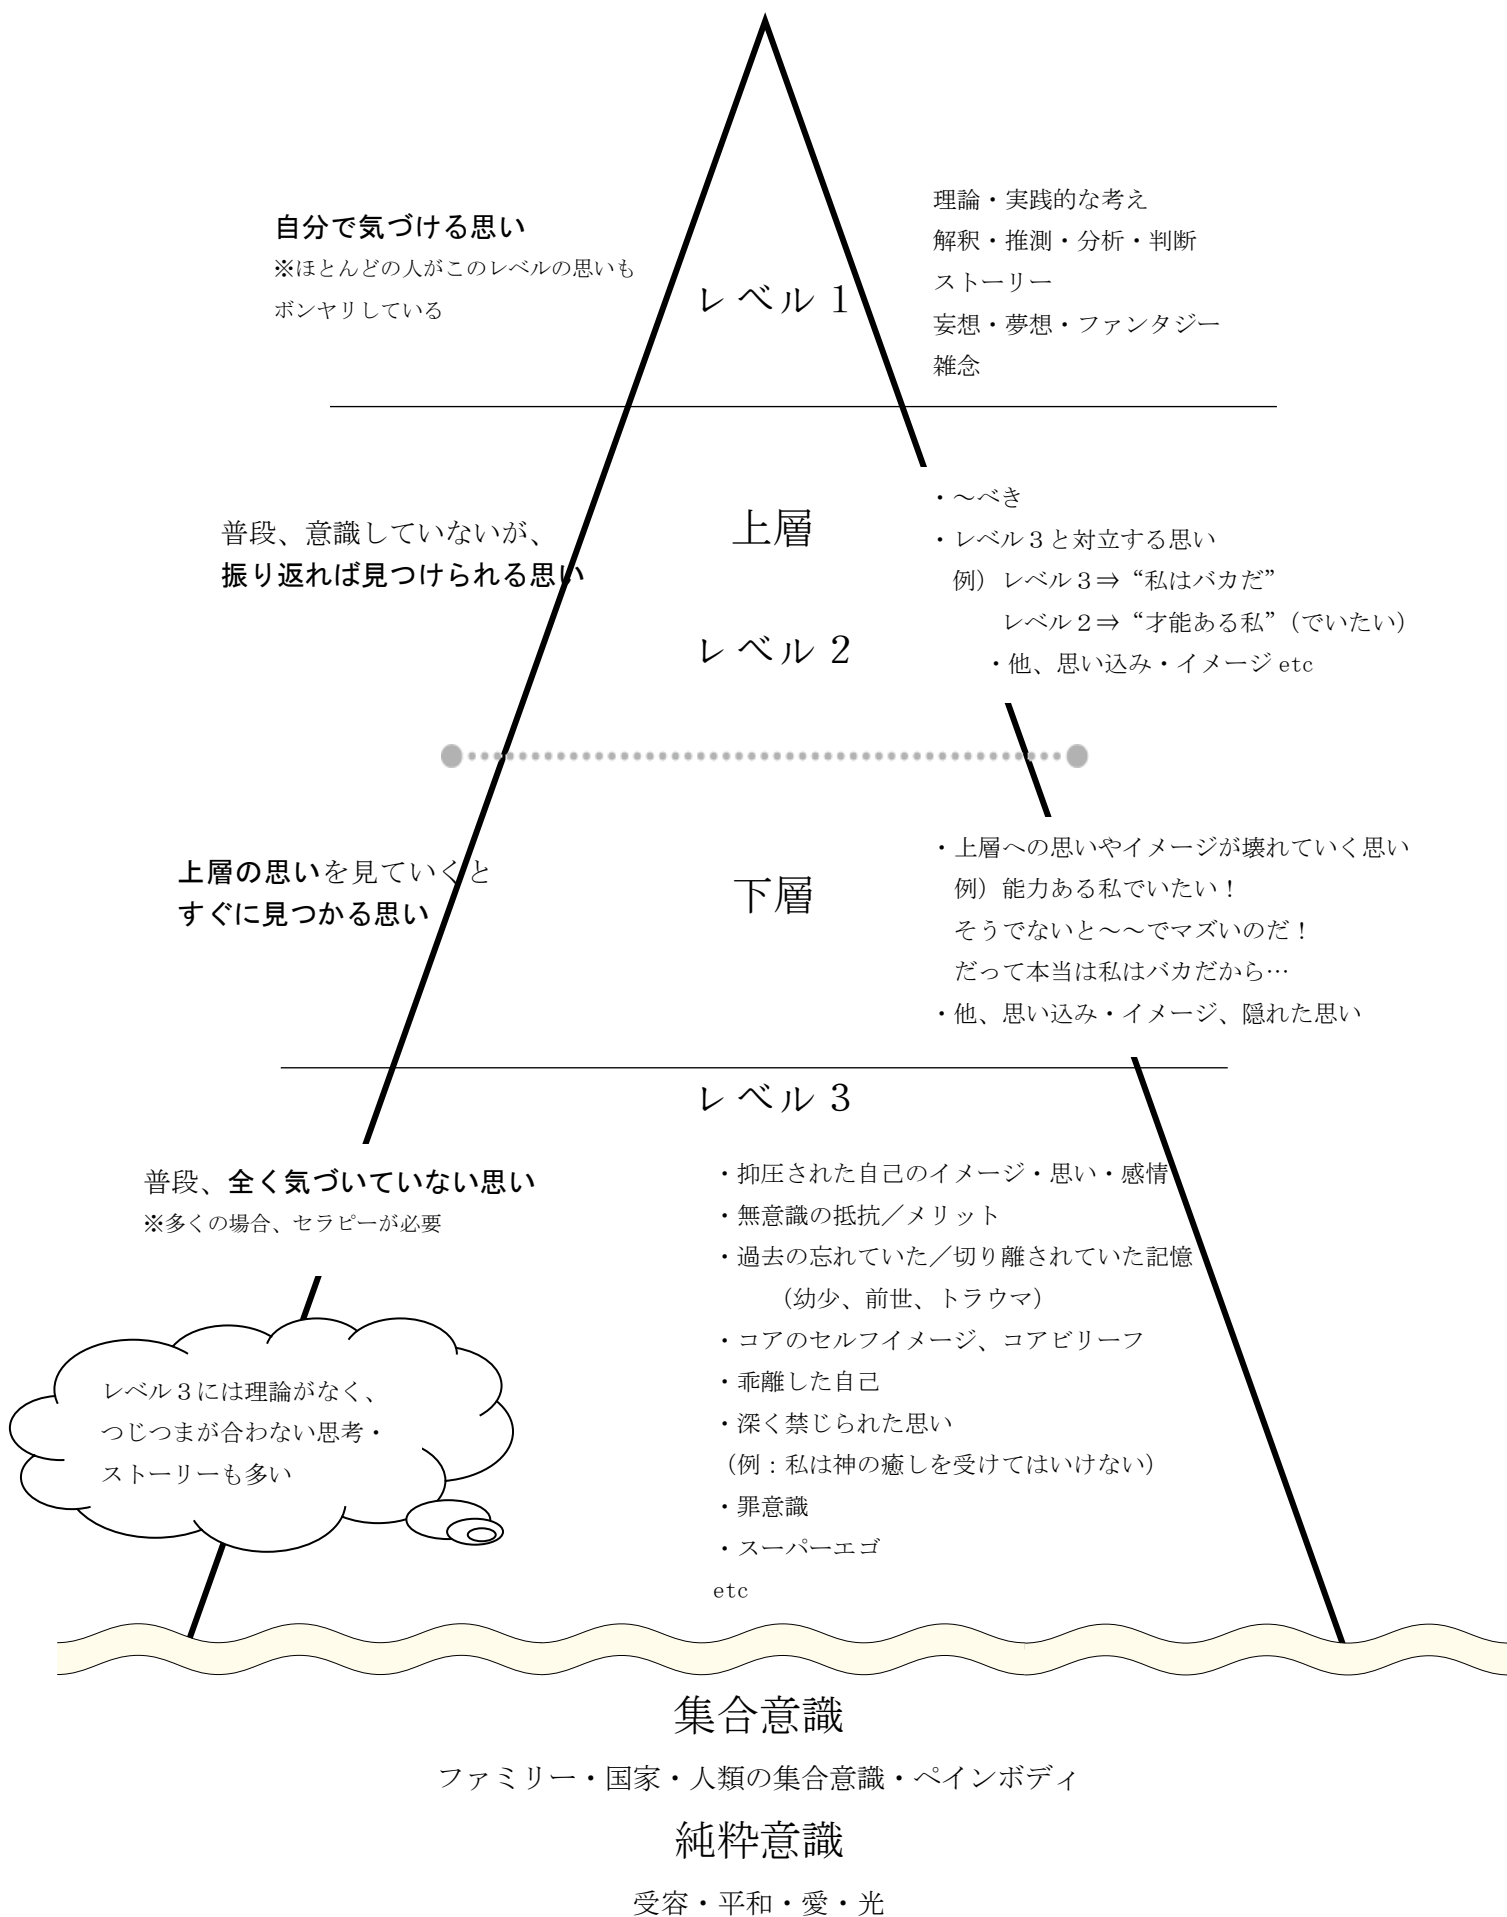 自分で気づける思い
※ほとんどの人がこのレベルの思いも
ボンヤリしている
レベル１
理論・実践的な考え
解釈・推測・分析・判断
ストーリー
妄想・夢想・ファンタジー
雑念
普段、意識していないが、
振り返れば見つけられる思い
上層
レベル２
・～べき
・レベル３と対立する思い
例）レベル３⇒“私はバカだ”
レベル２⇒“才能ある私”（でいたい）
・他、思い込み・イメージ etc
上層の思いを見ていくと
すぐに見つかる思い
下層
・上層への思いやイメージが壊れていく思い
例）能力ある私でいたい！
そうでないと～～でマズいのだ！
だって本当は私はバカだから…
・他、思い込み・イメージ、隠れた思い
レベル３
普段、全く気づいていない思い
※多くの場合、セラピーが必要
レベル３には理論がなく、
つじつまが合わない思考・
ストーリーも多い
・抑圧された自己のイメージ・思い・感情
・無意識の抵抗／メリット
・過去の忘れていた／切り離されていた記憶
（幼少、前世、トラウマ）
・コアのセルフイメージ、コアビリーフ
・乖離した自己
・深く禁じられた思い
（例：私は神の癒しを受けてはいけない）
・罪意識
・スーパーエゴ
etc
集合意識
ファミリー・国家・人類の集合意識・ペインボディ
純粋意識
受容・平和・愛・光